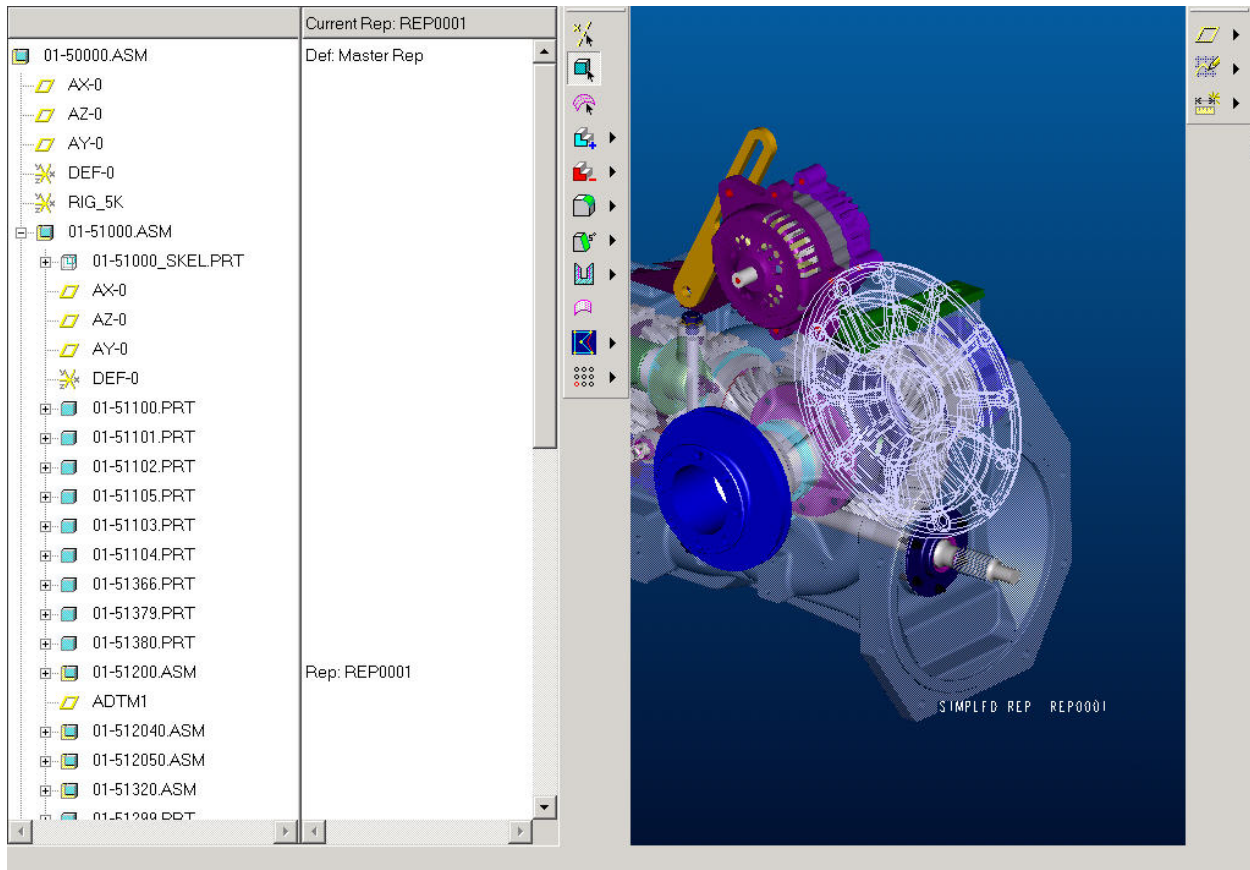 Current Rep: REP0001
01-50000.ASM Def: Master Rep
AX-0
AZ-0
AY-0
DEF-0
RIG_5K
01-51000.ASM
01-51000_SKEL.PRT
AX-0
AZ-0
AY-0
DEF-0
01-51100.PRT
01-51101.PRT
01-51102.PRT
01-51105.PRT
01-51103.PRT
01-51104.PRT
01-51366.PRT
01-51379.PRT
01-51380.PRT
01-51200.ASM Rep: REP0001
ADTM1
01-512040.ASM
01-512050.ASM
01-51320.ASM
01-51299.PRT
SIMPLFD REP REP0001